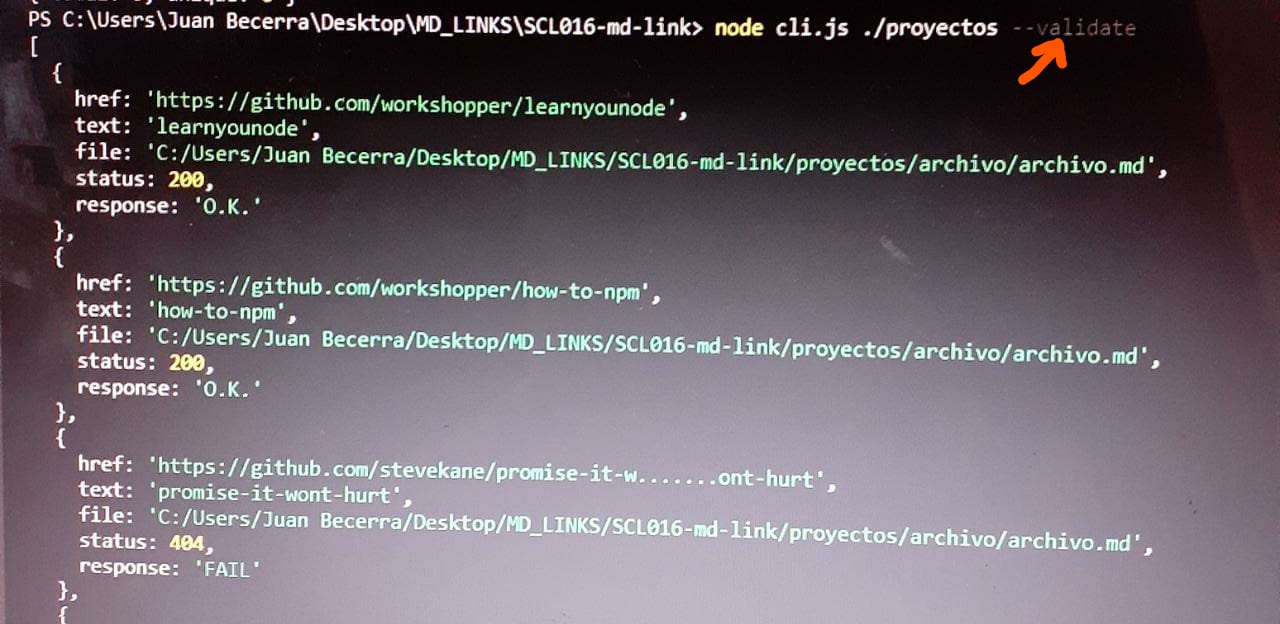 PS C:\Users\Juan Becerra\Desktop\MD_LINKS\SCL016-md-link> node cli.js ./proyectos --validate
[
{
href: 'https://github.com/workshopper/learnyounode',
text: 'learnyounode',
file: 'C:/Users/Juan Becerra/Desktop/MD_LINKS/SCL016-md-link/proyectos/archivo/archivo.md',
status: 200,
response: 'O.K.'
},
{
href: 'https://github.com/workshopper/how-to-npm',
text: 'how-to-npm',
file: 'C:/Users/Juan Becerra/Desktop/MD_LINKS/SCL016-md-link/proyectos/archivo/archivo.md',
status: 200,
response: 'O.K.'
},
{
href: 'https://github.com/stevekane/promise-it-w.......ont-hurt',
text: 'promise-it-wont-hurt',
file: 'C:/Users/Juan Becerra/Desktop/MD_LINKS/SCL016-md-link/proyectos/archivo/archivo.md',
status: 404,
response: 'FAIL'
},
{